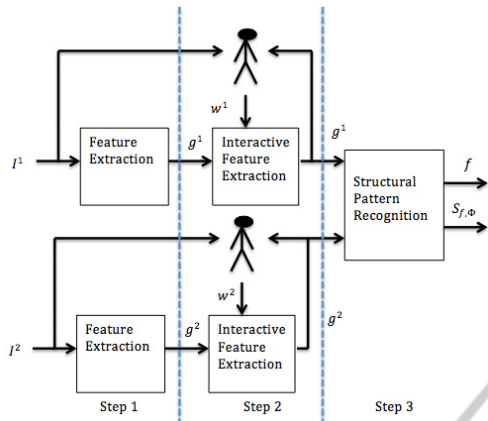 w¹
I¹
Feature
Extraction
g¹
Interactive
Feature
Extraction
g¹
Structural
Pattern
Recognition
f
S_{f,Φ}
w²
I²
Feature
Extraction
g²
Interactive
Feature
Extraction
g²
Step 1
Step 2
Step 3